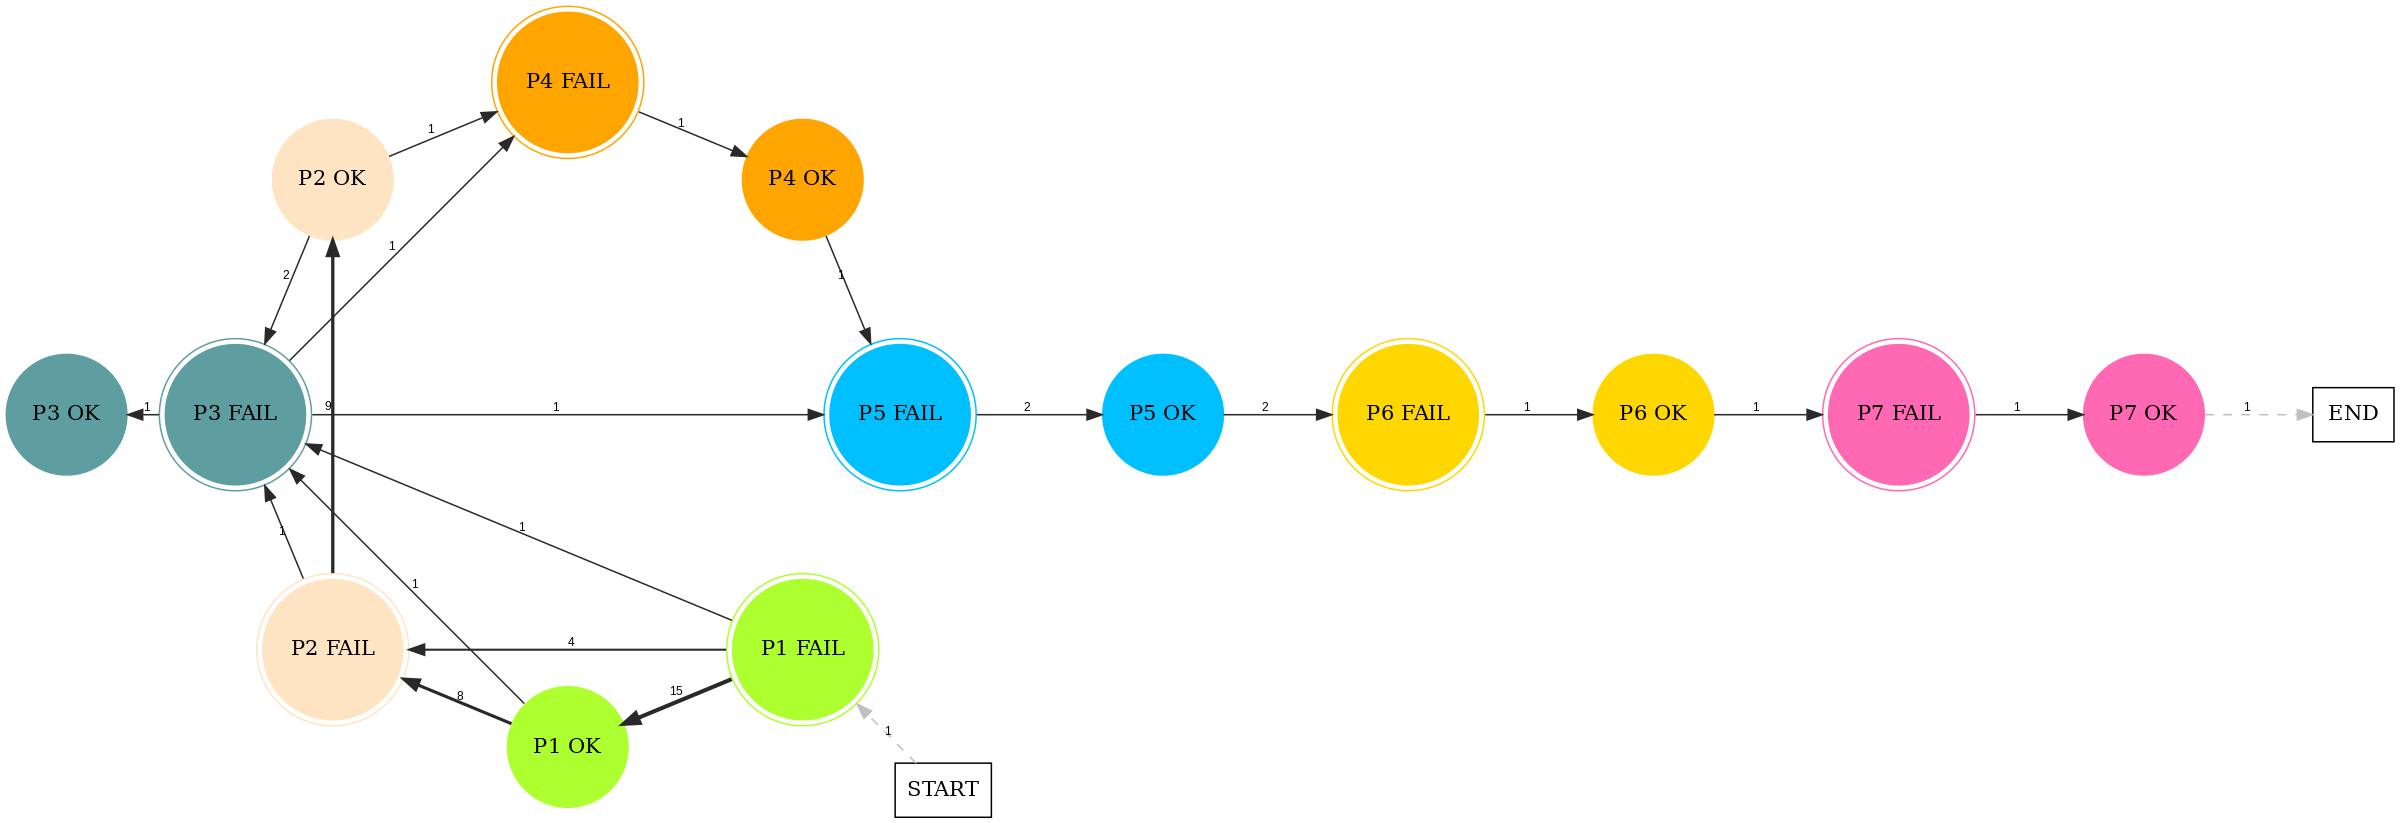 P4 FAIL
1
1
P2 OK
P4 OK
1
2
1
9
1
1
2
2
1
1
1
1
P3 OK
P3 FAIL
P5 FAIL
P5 OK
P6 FAIL
P6 OK
P7 FAIL
P7 OK
END
1
1
1
4
P2 FAIL
P1 FAIL
8
15
1
P1 OK
START